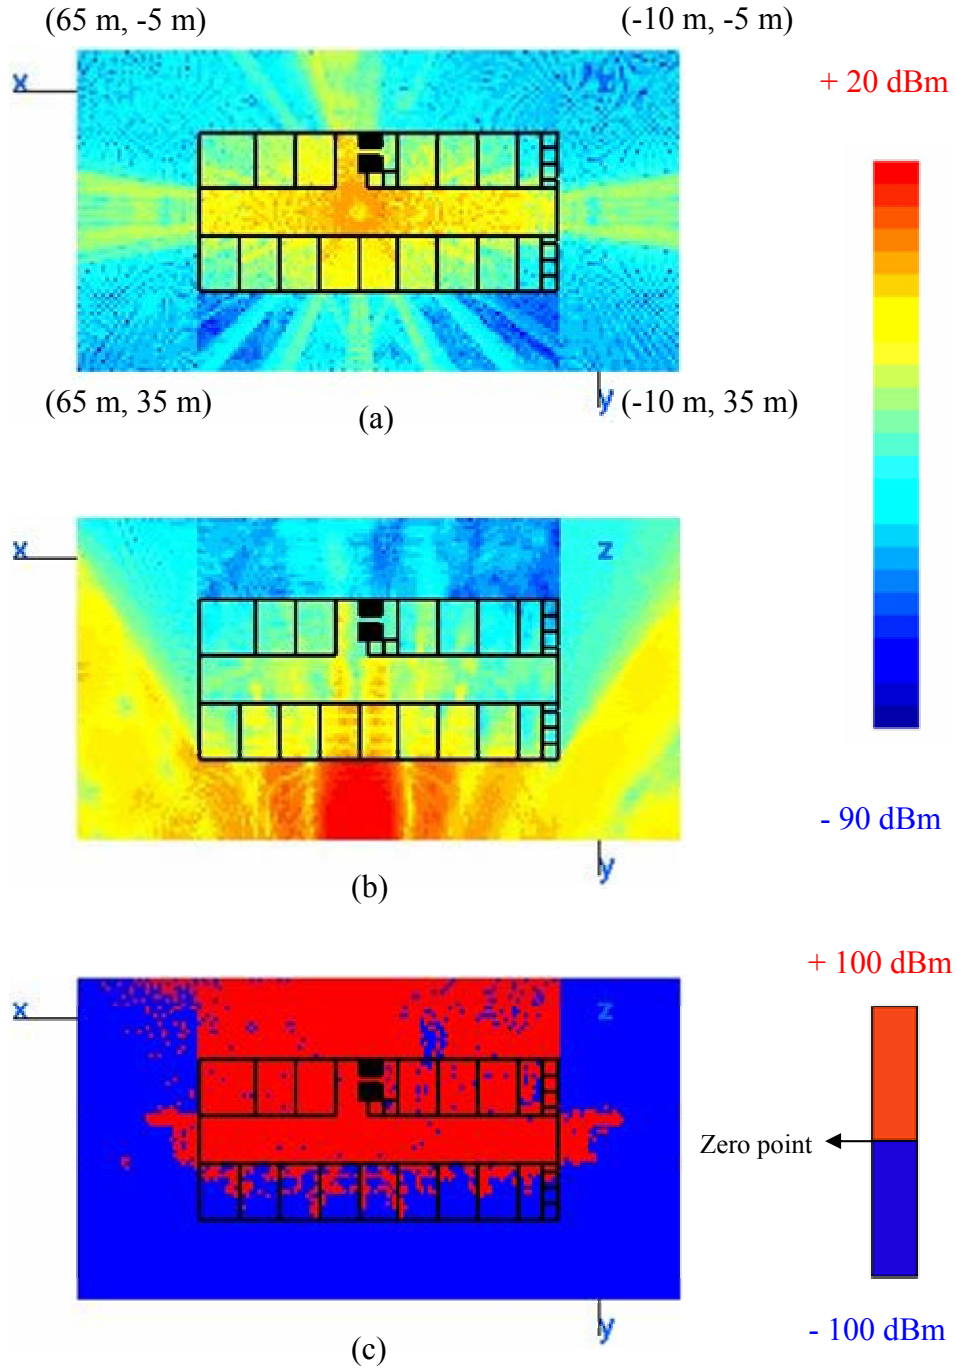 (65 m, -5 m) (-10 m, -5 m)
x
+ 20 dBm
(65 m, 35 m) (-10 m, 35 m)
y
(a)
x
z
- 90 dBm
y
(b)
+ 100 dBm
x
z
Zero point
y
- 100 dBm
(c)